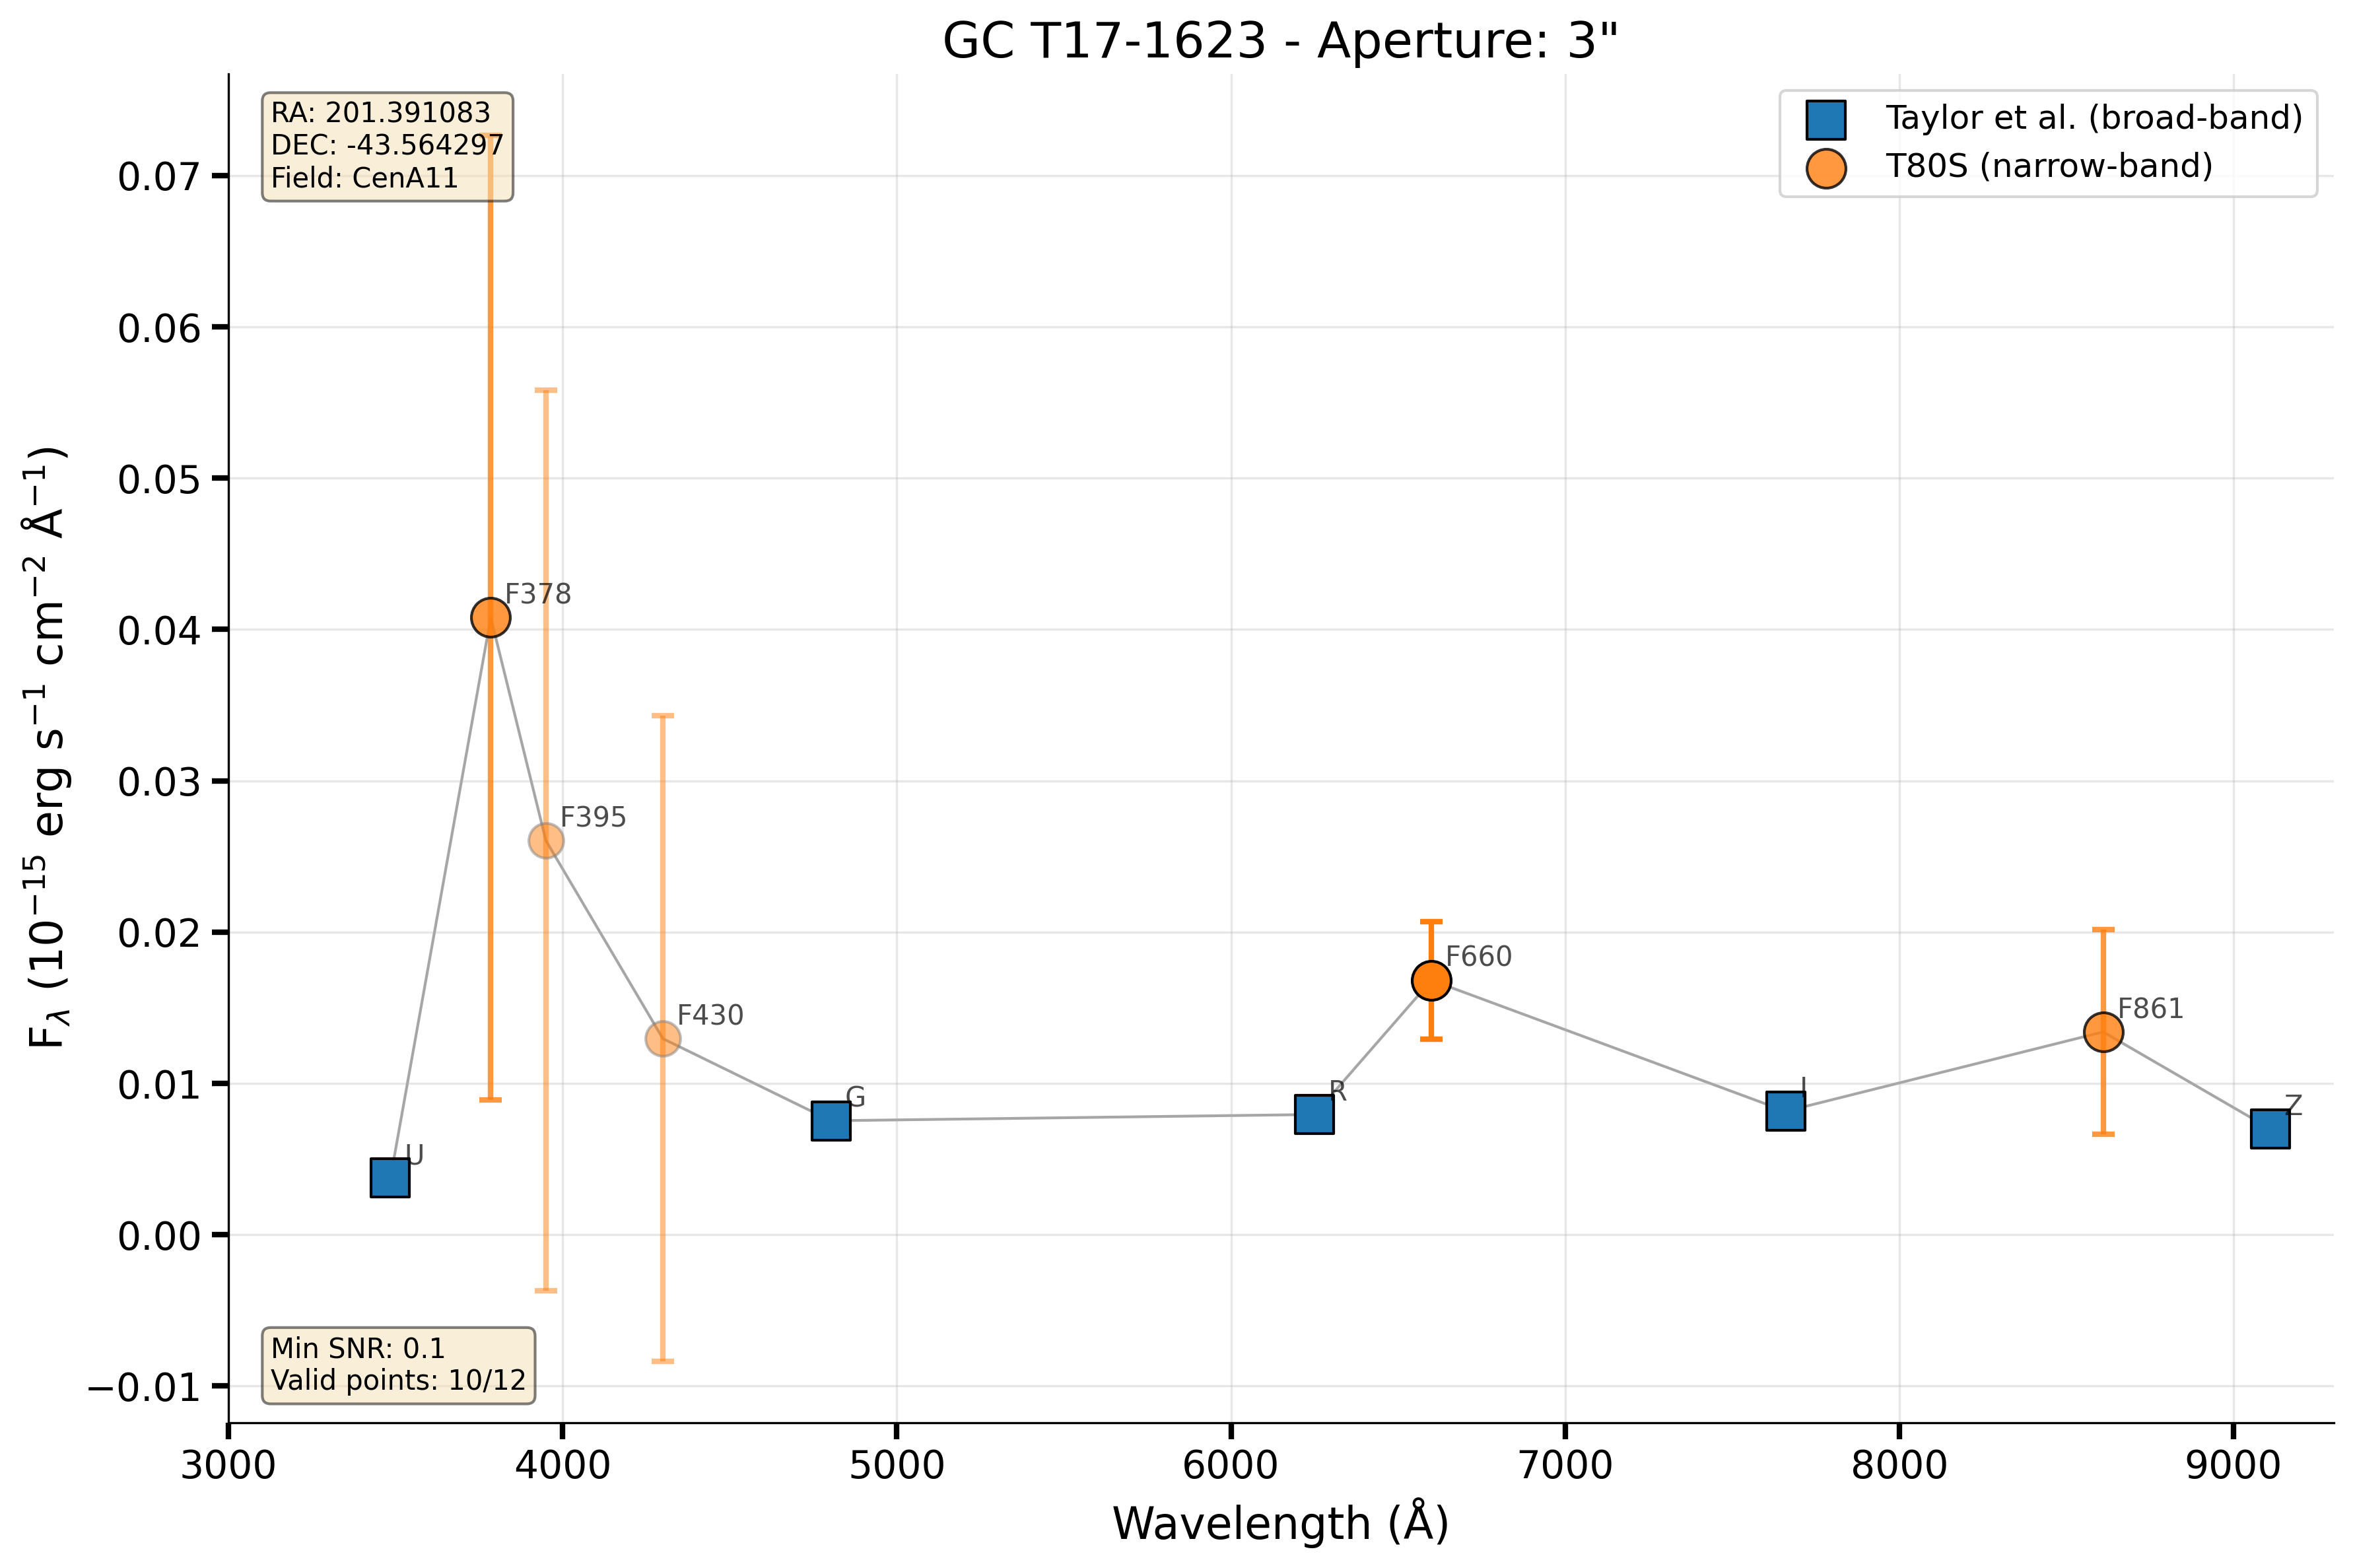 GC T17-1623 - Aperture: 3"
RA: 201.391083
DEC: -43.564297
Field: CenA11
Taylor et al. (broad-band)
T80S (narrow-band)
0.07
0.06
0.05
0.04
0.03
0.02
0.01
0.00
−0.01
F_λ (10⁻¹⁵ erg s⁻¹ cm⁻² Å⁻¹)
F378
F395
F430
F660
F861
U
G
R
I
Z
Min SNR: 0.1
Valid points: 10/12
3000 4000 5000 6000 7000 8000 9000
Wavelength (Å)